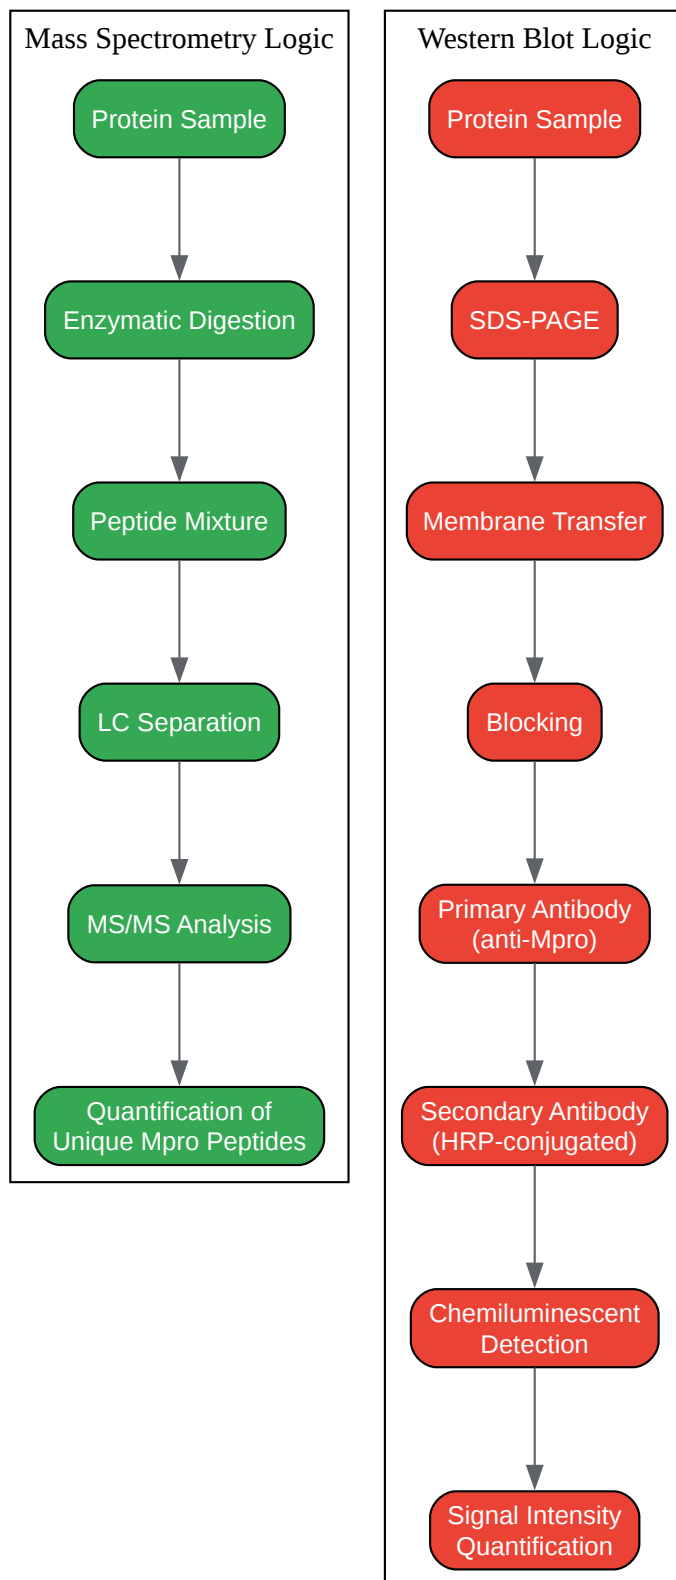 Mass Spectrometry Logic
Protein Sample
Enzymatic Digestion
Peptide Mixture
LC Separation
MS/MS Analysis
Quantification of
Unique Mpro Peptides
Western Blot Logic
Protein Sample
SDS-PAGE
Membrane Transfer
Blocking
Primary Antibody
(anti-Mpro)
Secondary Antibody
(HRP-conjugated)
Chemiluminescent
Detection
Signal Intensity
Quantification